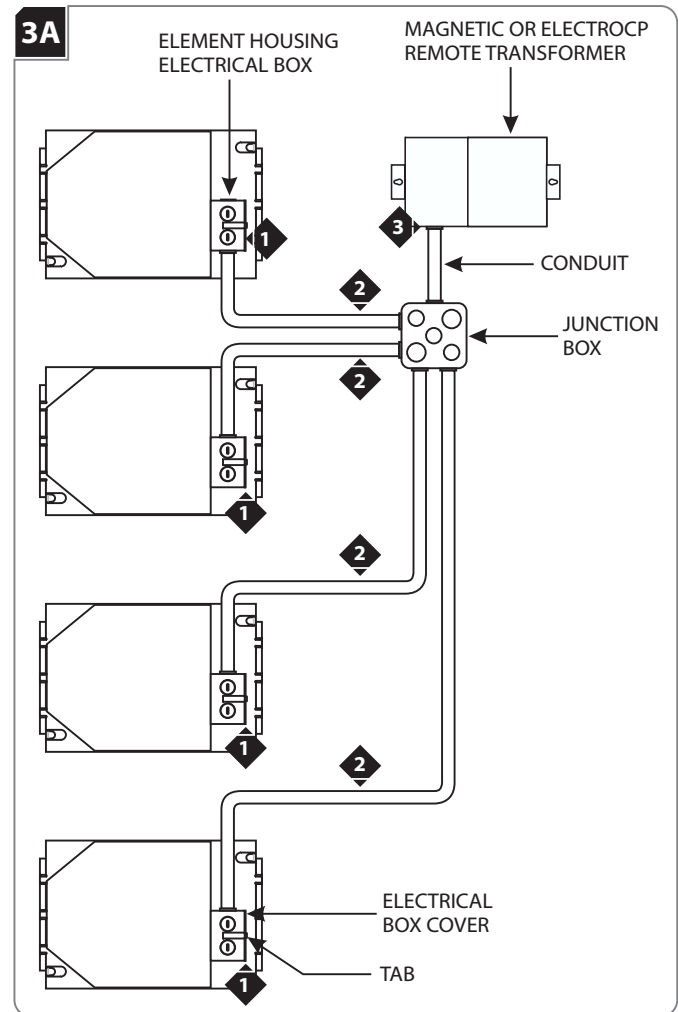 3A
ELEMENT HOUSING
ELECTRICAL BOX
MAGNETIC OR ELECTROCP
REMOTE TRANSFORMER
1
3
CONDUIT
2
JUNCTION
BOX
2
1
2
1
2
ELECTRICAL
BOX COVER
TAB
1